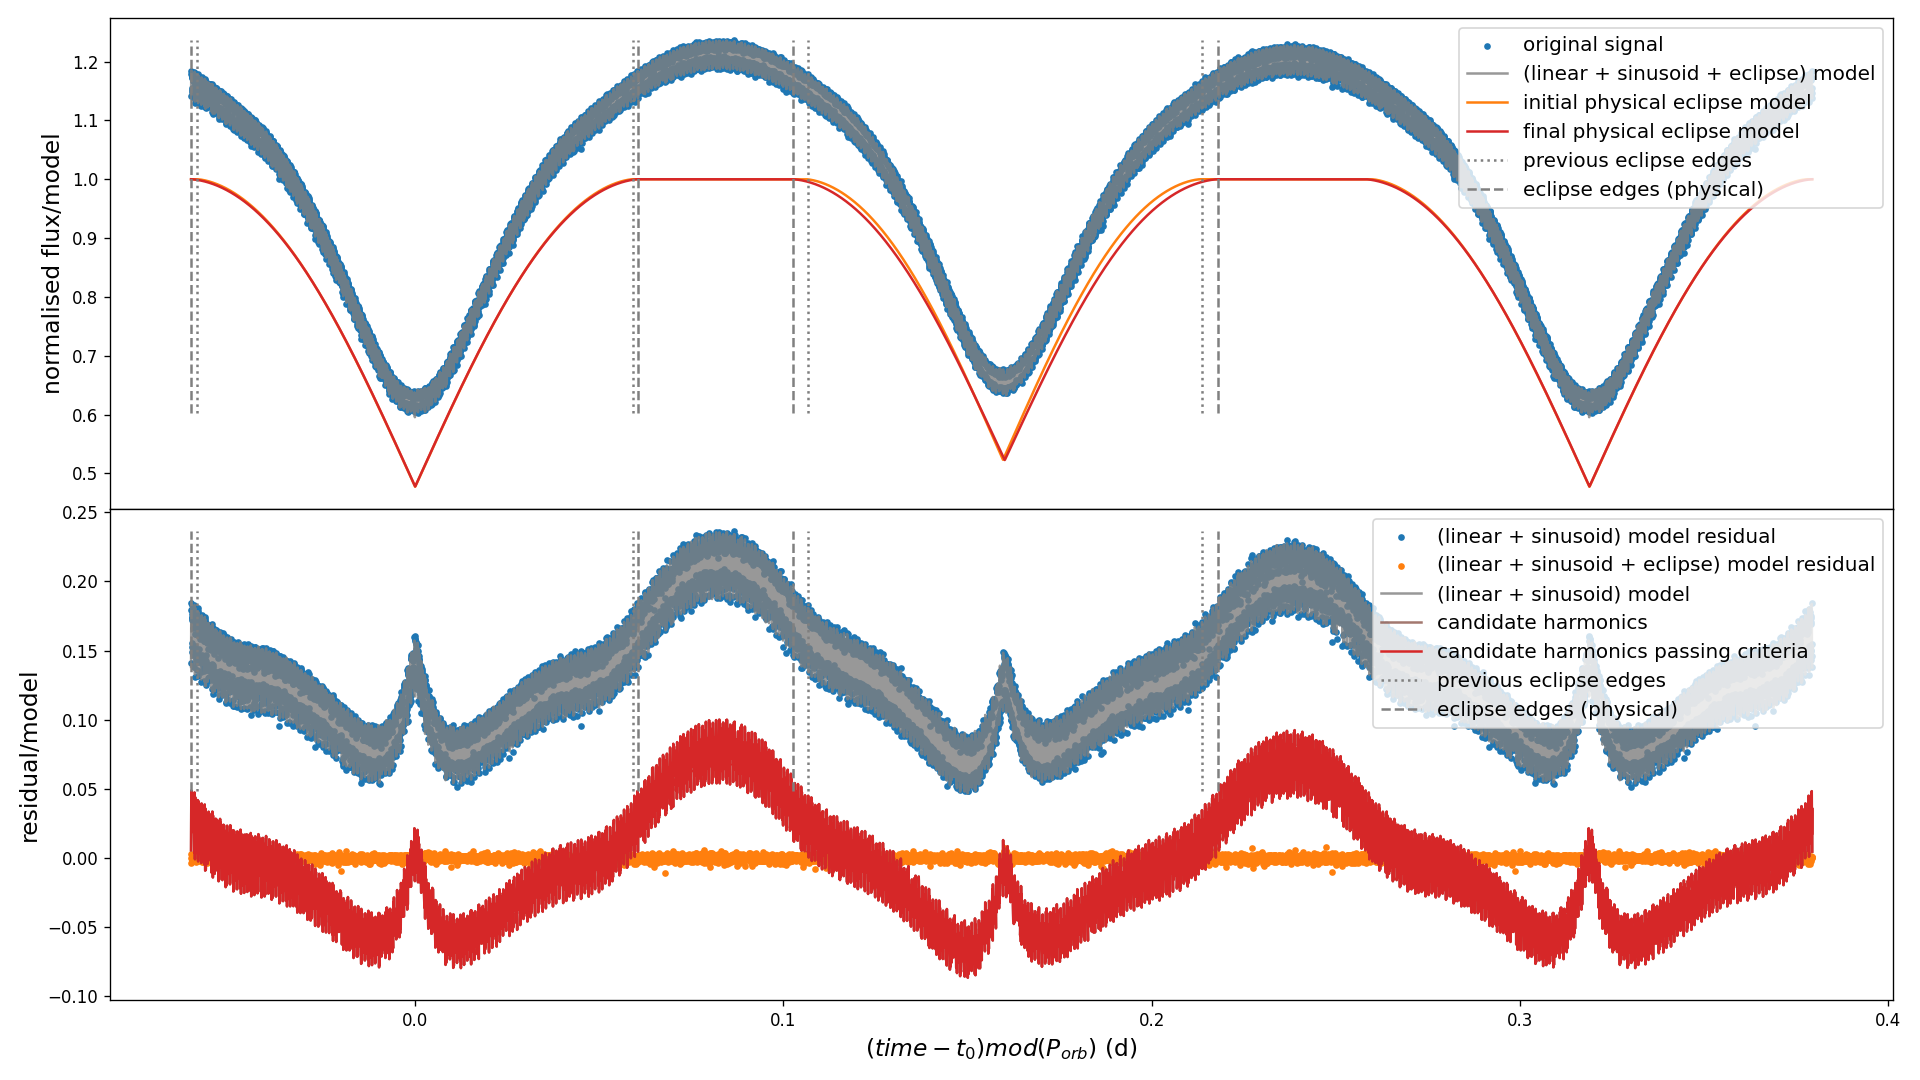 original signal
(linear + sinusoid + eclipse) model
initial physical eclipse model
final physical eclipse model
previous eclipse edges
eclipse edges (physical)
normalised flux/model
1.2
1.1
1.0
0.9
0.8
0.7
0.6
0.5
(linear + sinusoid) model residual
(linear + sinusoid + eclipse) model residual
(linear + sinusoid) model
candidate harmonics
candidate harmonics passing criteria
previous eclipse edges
eclipse edges (physical)
residual/model
0.25
0.20
0.15
0.10
0.05
0.00
−0.05
−0.10
0.0 0.1 0.2 0.3 0.4
(time − t₀)mod(P_orb) (d)